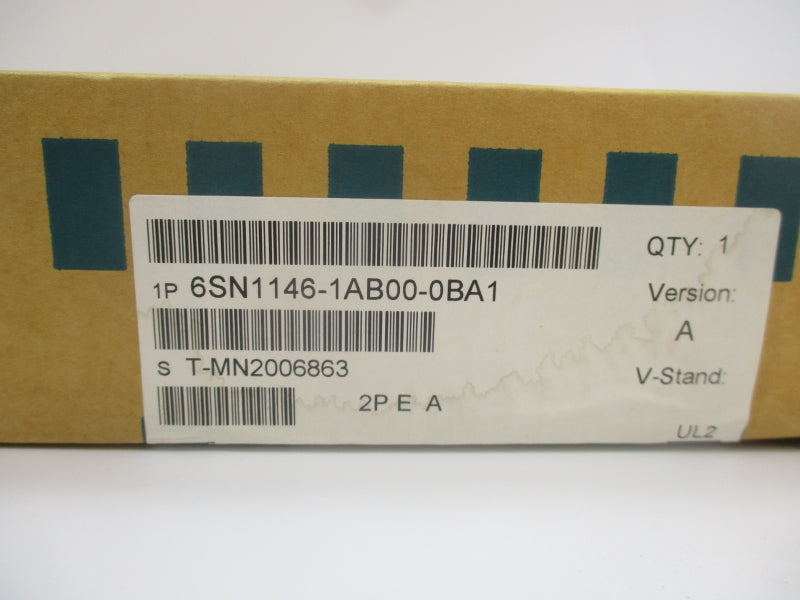 QTY: 1
1P 6SN1146-1AB00-0BA1
Version:
A
S T-MN2006863
V-Stand:
2P E A
UL2